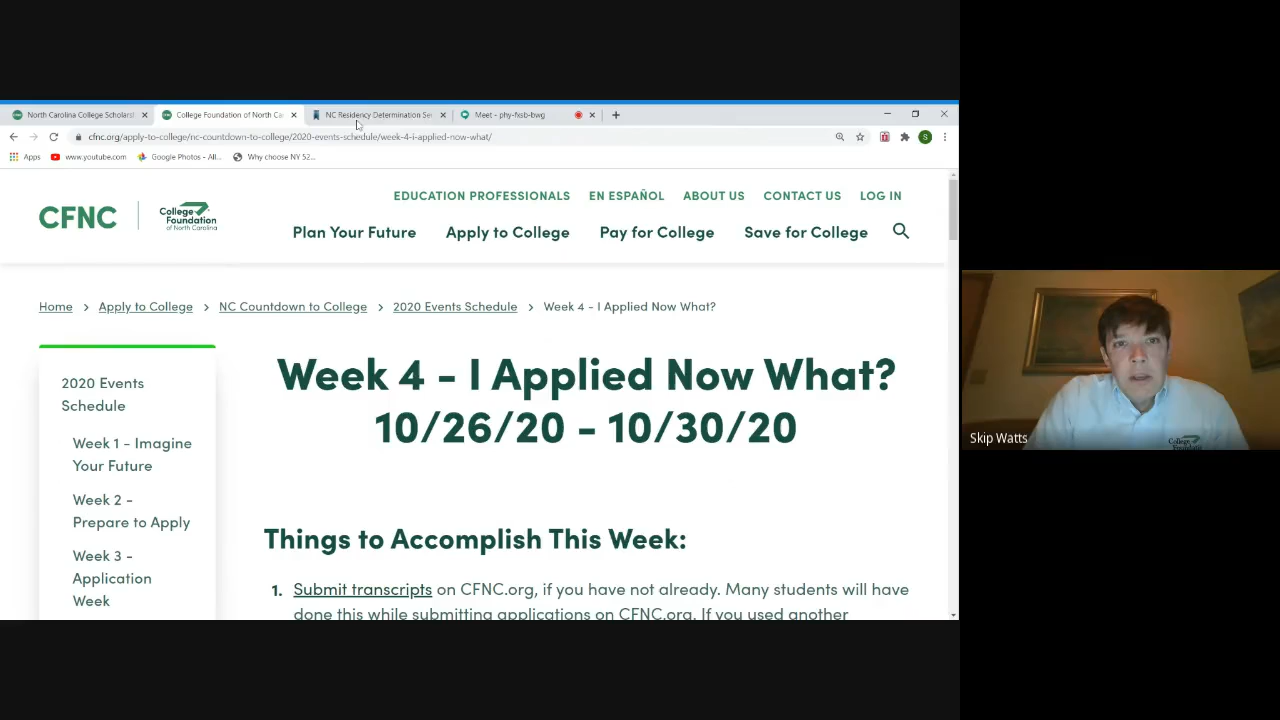 North Carolina College Scholarsh
College Foundation of North Car
NC Residency Determination Ser
Meet - phy-fxsb-bwg
cfnc.org/apply-to-college/nc-countdown-to-college/2020-events-schedule/week-4-i-applied-now-what/
Apps
www.youtube.com
Google Photos - All...
Why choose NY 52...
EDUCATION PROFESSIONALS
EN ESPAÑOL
ABOUT US
CONTACT US
LOG IN
CFNC
College
Foundation
of North Carolina
Plan Your Future
Apply to College
Pay for College
Save for College
Home
Apply to College
NC Countdown to College
2020 Events Schedule
Week 4 - I Applied Now What?
2020 Events
Schedule
Week 1 - Imagine
Your Future
Week 2 -
Prepare to Apply
Week 3 -
Application
Week
Week 4 - I Applied Now What?
10/26/20 - 10/30/20
Things to Accomplish This Week:
1. Submit transcripts on CFNC.org, if you have not already. Many students will have
done this while submitting applications on CFNC.org. If you used another
Skip Watts
College
Foundation